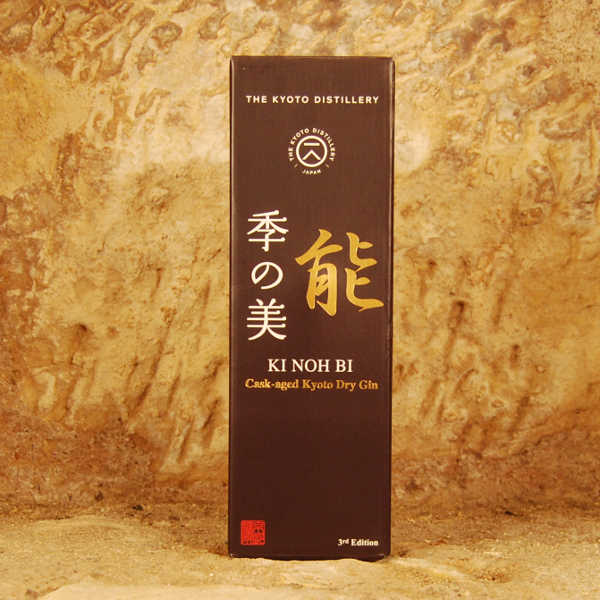 THE KYOTO DISTILLERY
THE KYOTO DISTILLERY
JAPAN
季の美
能
KI NOH BI
Cask-aged Kyoto Dry Gin
3rd Edition